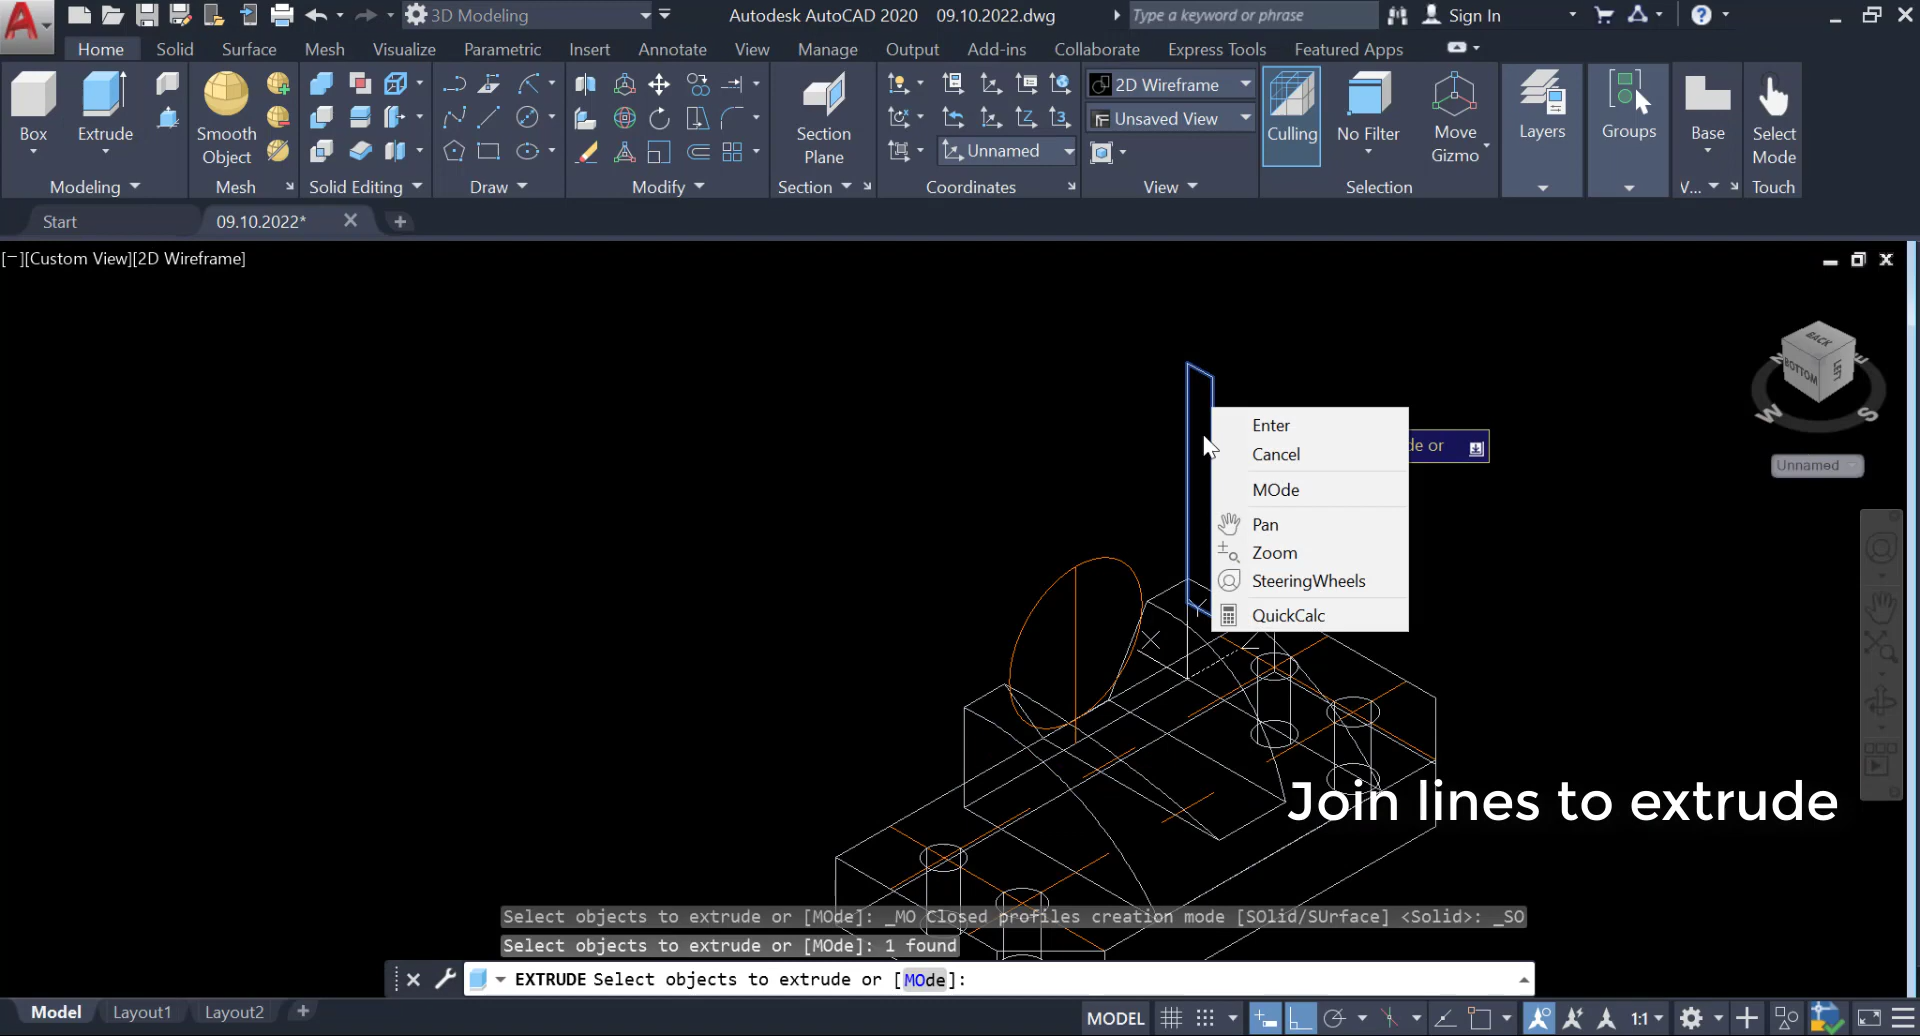 3D Modeling
Autodesk AutoCAD 2020 09.10.2022.dwg
Type a keyword or phrase
Sign In
Home Solid Surface Mesh Visualize Parametric Insert Annotate View Manage Output Add-ins Collaborate Express Tools Featured Apps
Box
Extrude
Smooth
Object
Section
Plane
Unnamed
2D Wireframe
Unsaved View
Culling
No Filter
Move
Gizmo
Layers
Groups
Base
Select
Mode
Modeling
Mesh
Solid Editing
Draw
Modify
Section
Coordinates
View
Selection
V...
Touch
Start
09.10.2022*
[−][Custom View][2D Wireframe]
BACK
BOTTOM
LEFT
W
S
Unnamed
Enter
Cancel
MOde
Pan
Zoom
SteeringWheels
QuickCalc
de or
Join lines to extrude
Select objects to extrude or [MOde]: _MO Closed profiles creation mode [SOlid/SUrface] <Solid>: _SO
Select objects to extrude or [MOde]: 1 found
EXTRUDE Select objects to extrude or [MOde]:
Model Layout1 Layout2
MODEL
1:1